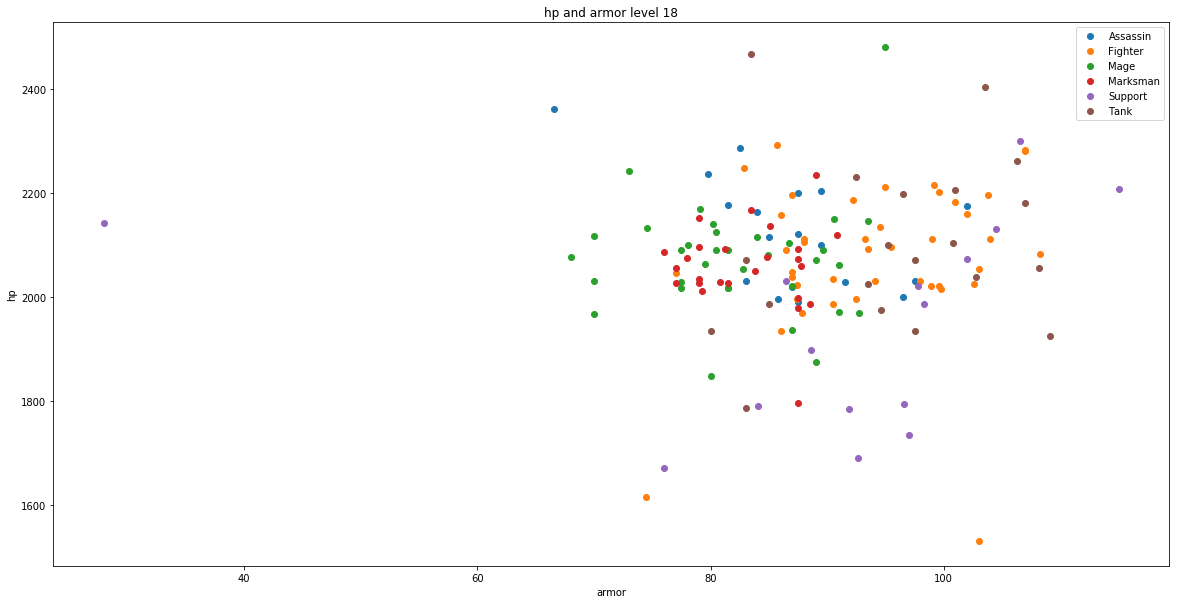 hp and armor level 18
Assassin
Fighter
Mage
Marksman
Support
Tank
hp
2400
2200
2000
1800
1600
40
60
80
100
armor